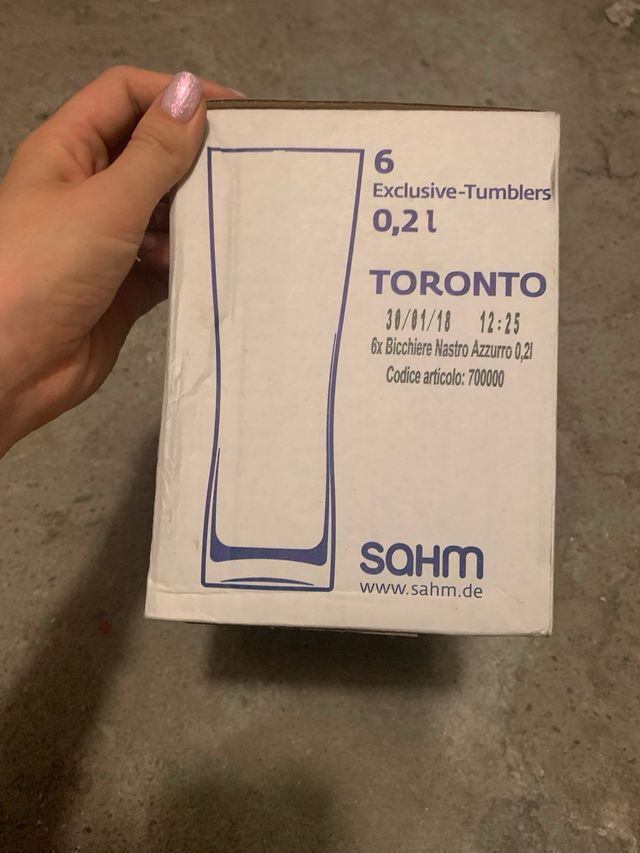 6
Exclusive-Tumblers
0,2 l
TORONTO
30/01/18 12:25
6x Bicchiere Nastro Azzurro 0,2l
Codice articolo: 700000
sahm
www.sahm.de